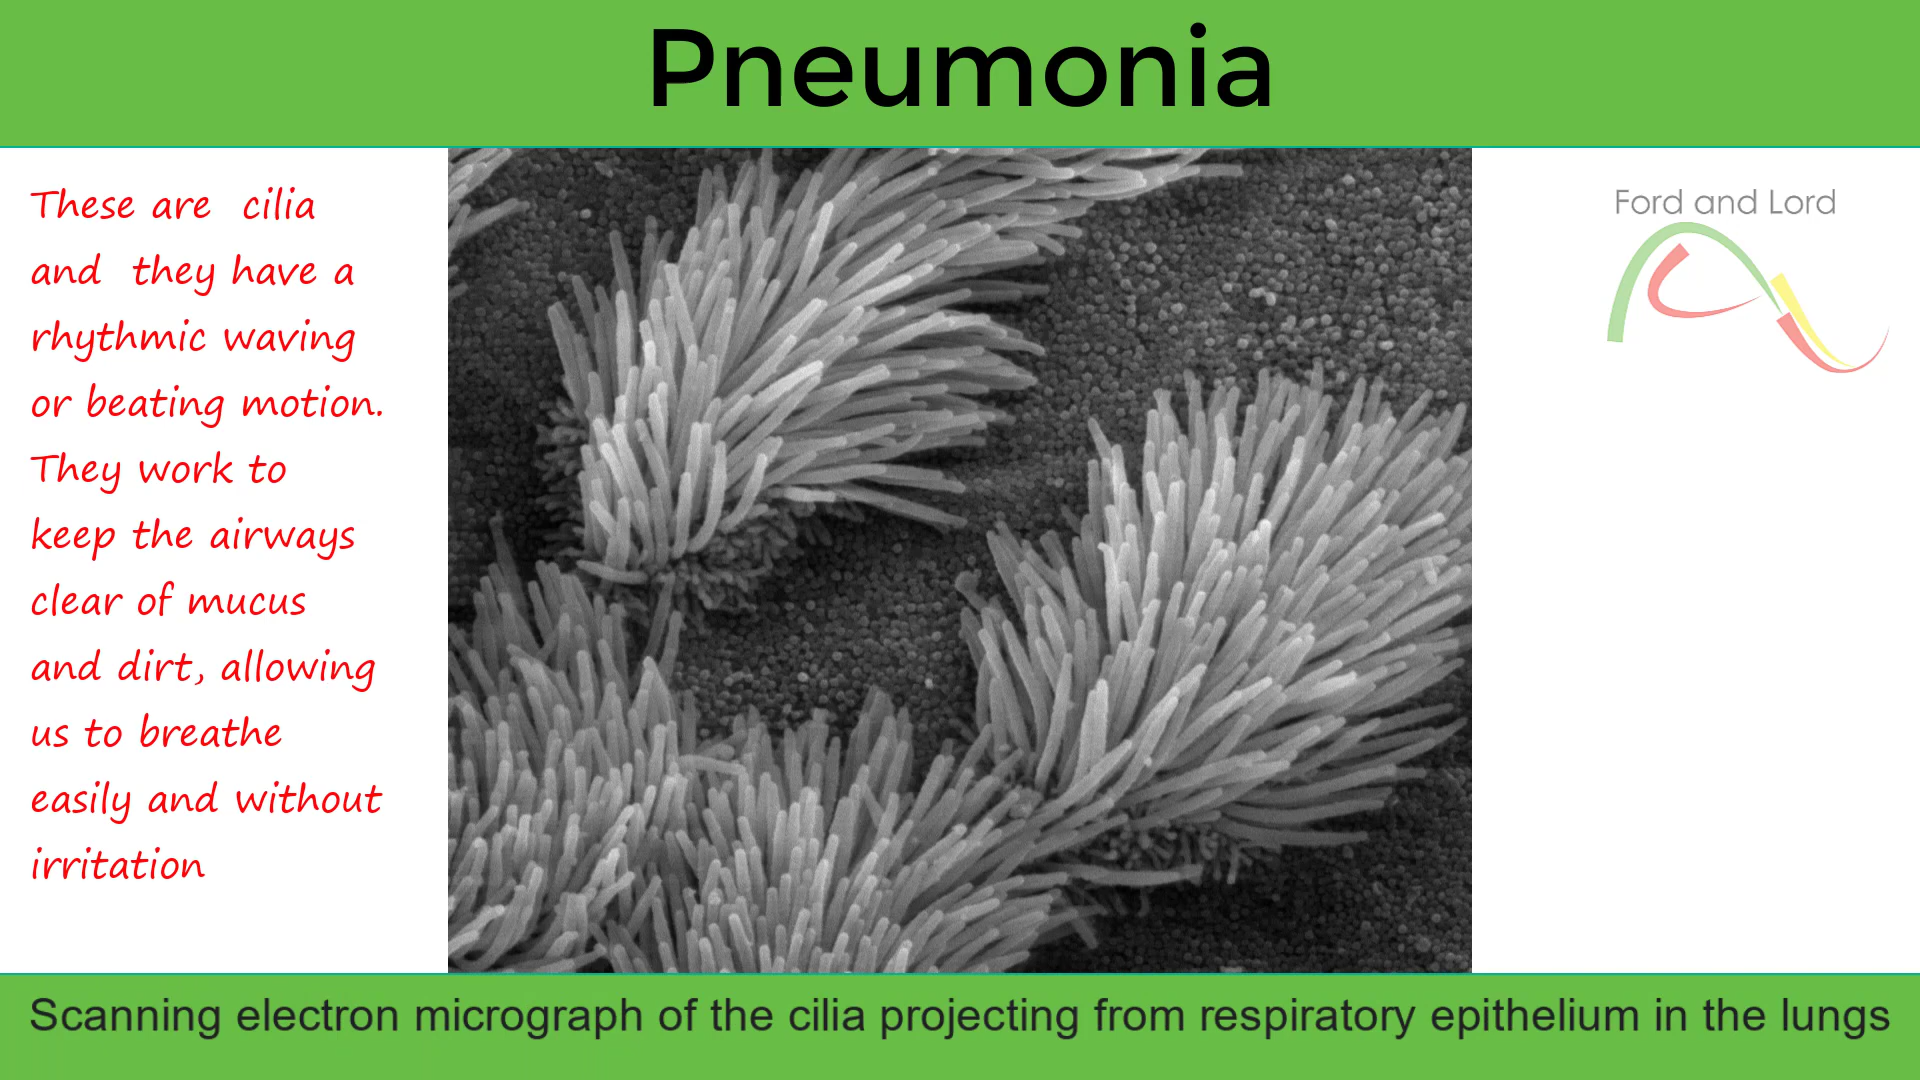 Pneumonia
These are cilia
and they have a
rhythmic waving
or beating motion.
They work to
keep the airways
clear of mucus
and dirt, allowing
us to breathe
easily and without
irritation
Ford and Lord
Scanning electron micrograph of the cilia projecting from respiratory epithelium in the lungs